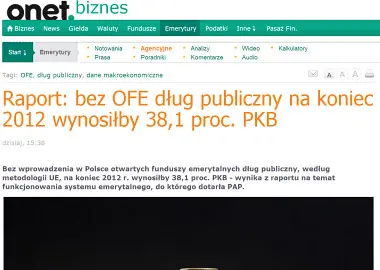 onet.biznes
Biznes News Giełda Waluty Fundusze Emerytury Podatki Inne Pasaż Fin.
Start Emerytury Notowania Agencyjne Analizy Wideo Kalkulatory
Prasa Poradniki Komentarze Audio
Tagi: OFE, dług publiczny, dane makroekonomiczne
Raport: bez OFE dług publiczny na koniec
2012 wynosiłby 38,1 proc. PKB
dzisiaj, 15:38
Bez wprowadzenia w Polsce otwartych funduszy emerytalnych dług publiczny, według
metodologii UE, na koniec 2012 r. wynosiłby 38,1 proc. PKB - wynika z raportu na temat
funkcjonowania systemu emerytalnego, do którego dotarła PAP.